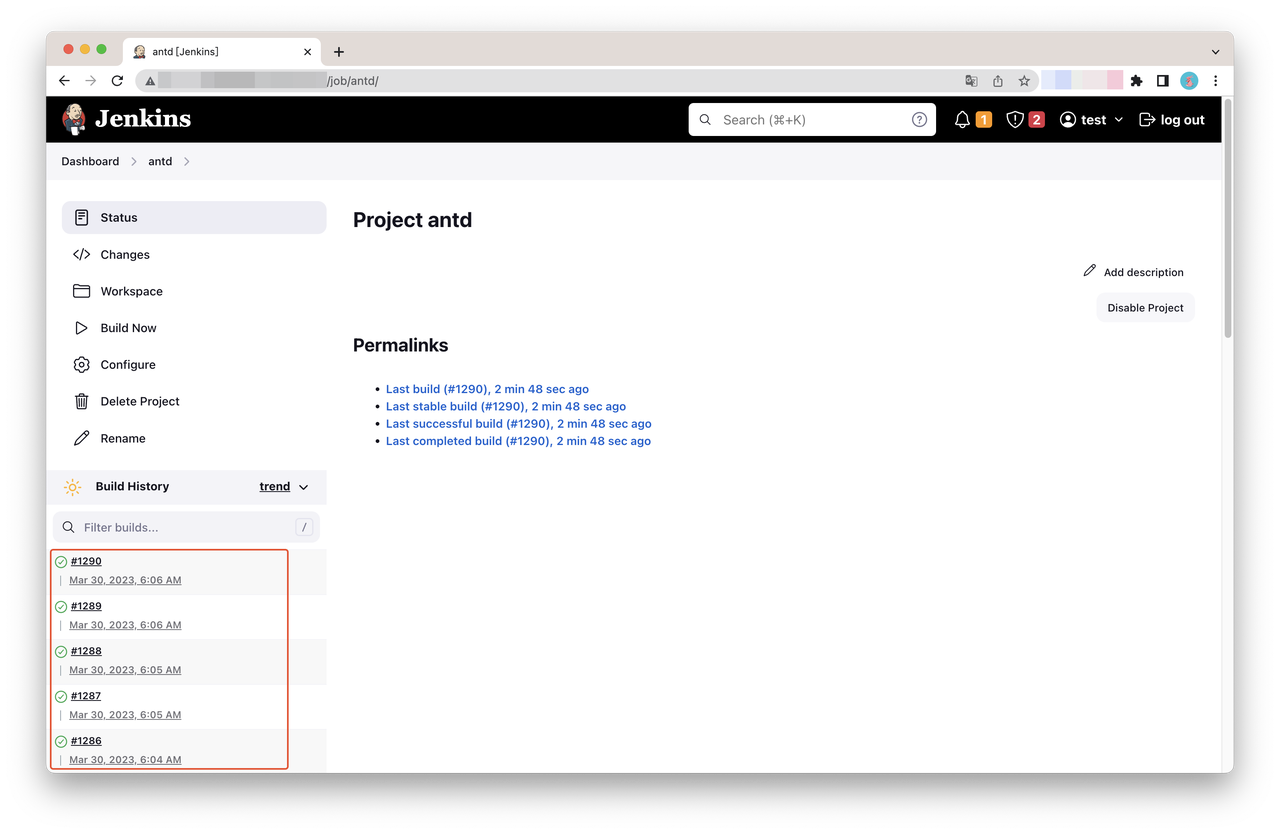 antd [Jenkins]
/job/antd/
Jenkins
Search (⌘+K)
?
1
2
test
log out
Dashboard
antd
Status
Changes
Workspace
Build Now
Configure
Delete Project
Rename
Project antd
Add description
Disable Project
Permalinks
Last build (#1290), 2 min 48 sec ago
Last stable build (#1290), 2 min 48 sec ago
Last successful build (#1290), 2 min 48 sec ago
Last completed build (#1290), 2 min 48 sec ago
Build History
trend
Filter builds...
/
#1290
Mar 30, 2023, 6:06 AM
#1289
Mar 30, 2023, 6:06 AM
#1288
Mar 30, 2023, 6:05 AM
#1287
Mar 30, 2023, 6:05 AM
#1286
Mar 30, 2023, 6:04 AM